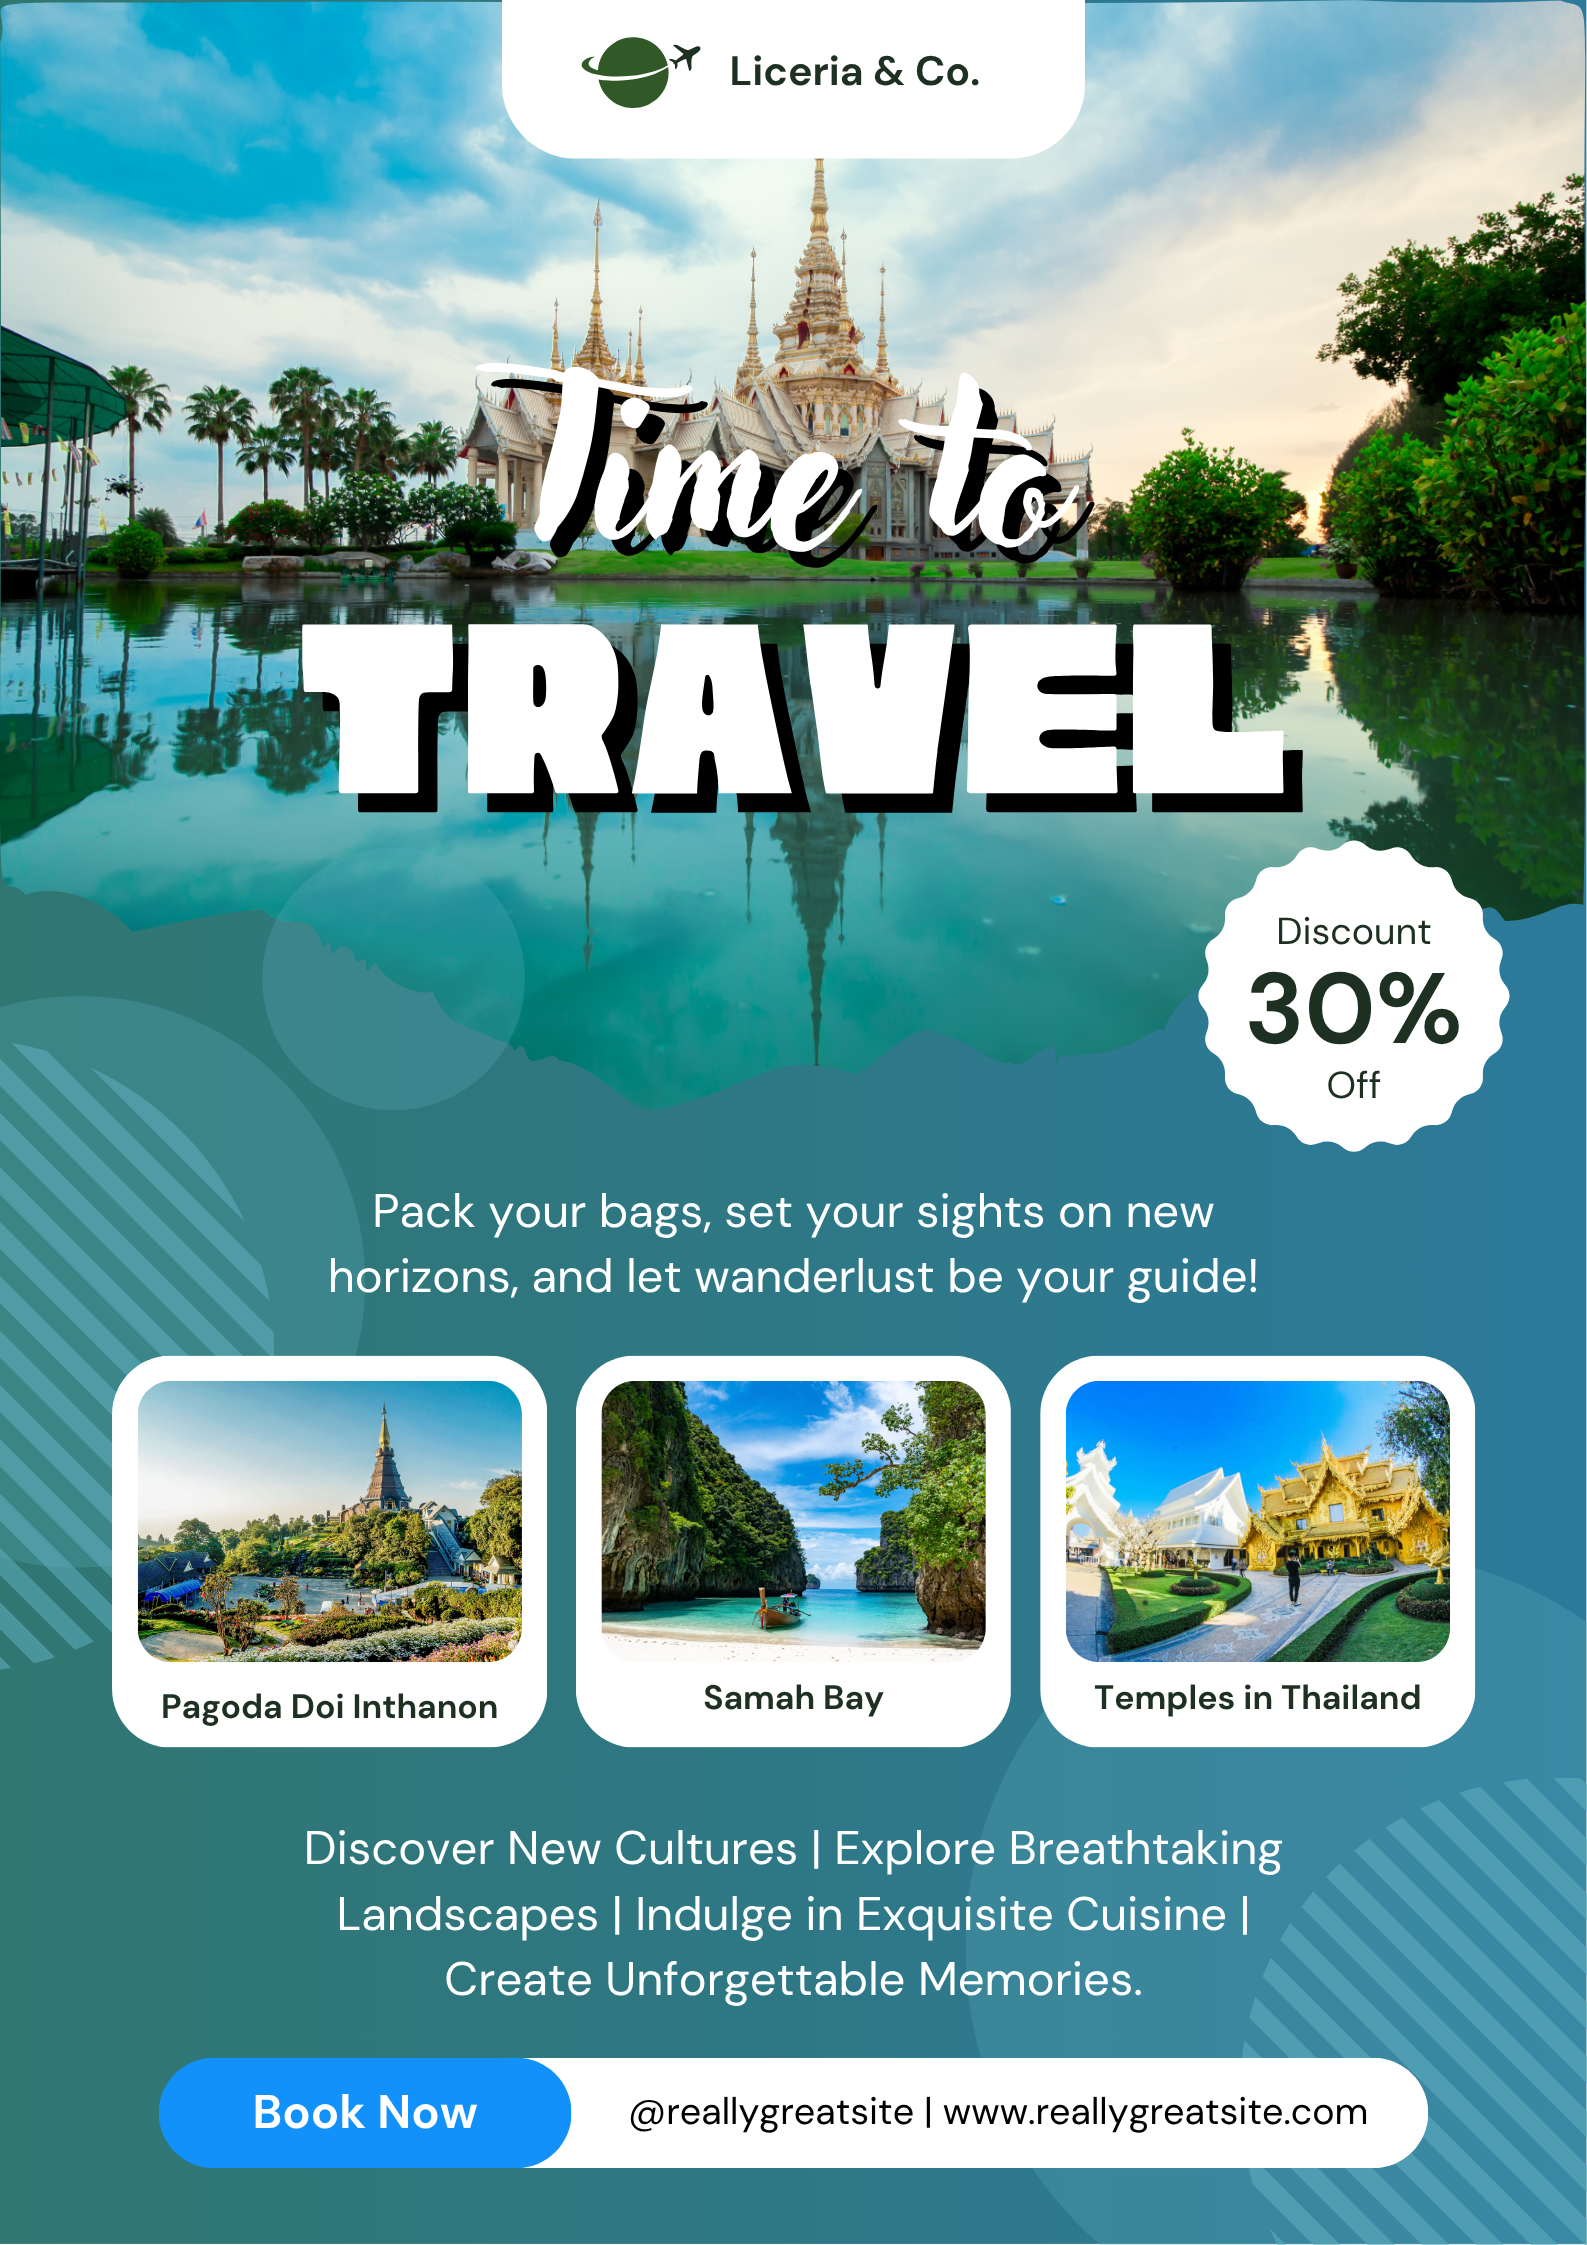 Liceria & Co.
Time to
TRAVEL
Discount
30%
Off
Pack your bags, set your sights on new
horizons, and let wanderlust be your guide!
Pagoda Doi Inthanon
Samah Bay
Temples in Thailand
Discover New Cultures | Explore Breathtaking
Landscapes | Indulge in Exquisite Cuisine |
Create Unforgettable Memories.
Book Now
@reallygreatsite | www.reallygreatsite.com